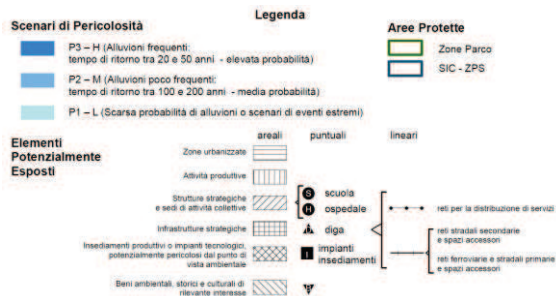 Legenda
Scenari di Pericolosità
P3 – H (Alluvioni frequenti:
tempo di ritorno tra 20 e 50 anni - elevata probabilità)
P2 – M (Alluvioni poco frequenti:
tempo di ritorno tra 100 e 200 anni - media probabilità)
P1 – L (Scarsa probabilità di alluvioni o scenari di eventi estremi)
Aree Protette
Zone Parco
SIC - ZPS
Elementi
Potenzialmente
Esposti
areali
puntuali
lineari
Zone urbanizzate
Attività produttive
Strutture strategiche
e sedi di attività collettive
Infrastrutture strategiche
Insediamenti produttivi o impianti tecnologici,
potenzialmente pericolosi dal punto di
vista ambientale
Beni ambientali, storici e culturali di
rilevante interesse
S scuola
H ospedale
diga
I impianti
insediamenti
reti per la distribuzione di servizi
reti stradali secondarie
e spazi accessori
reti ferroviarie e stradali primarie
e spazi accessori